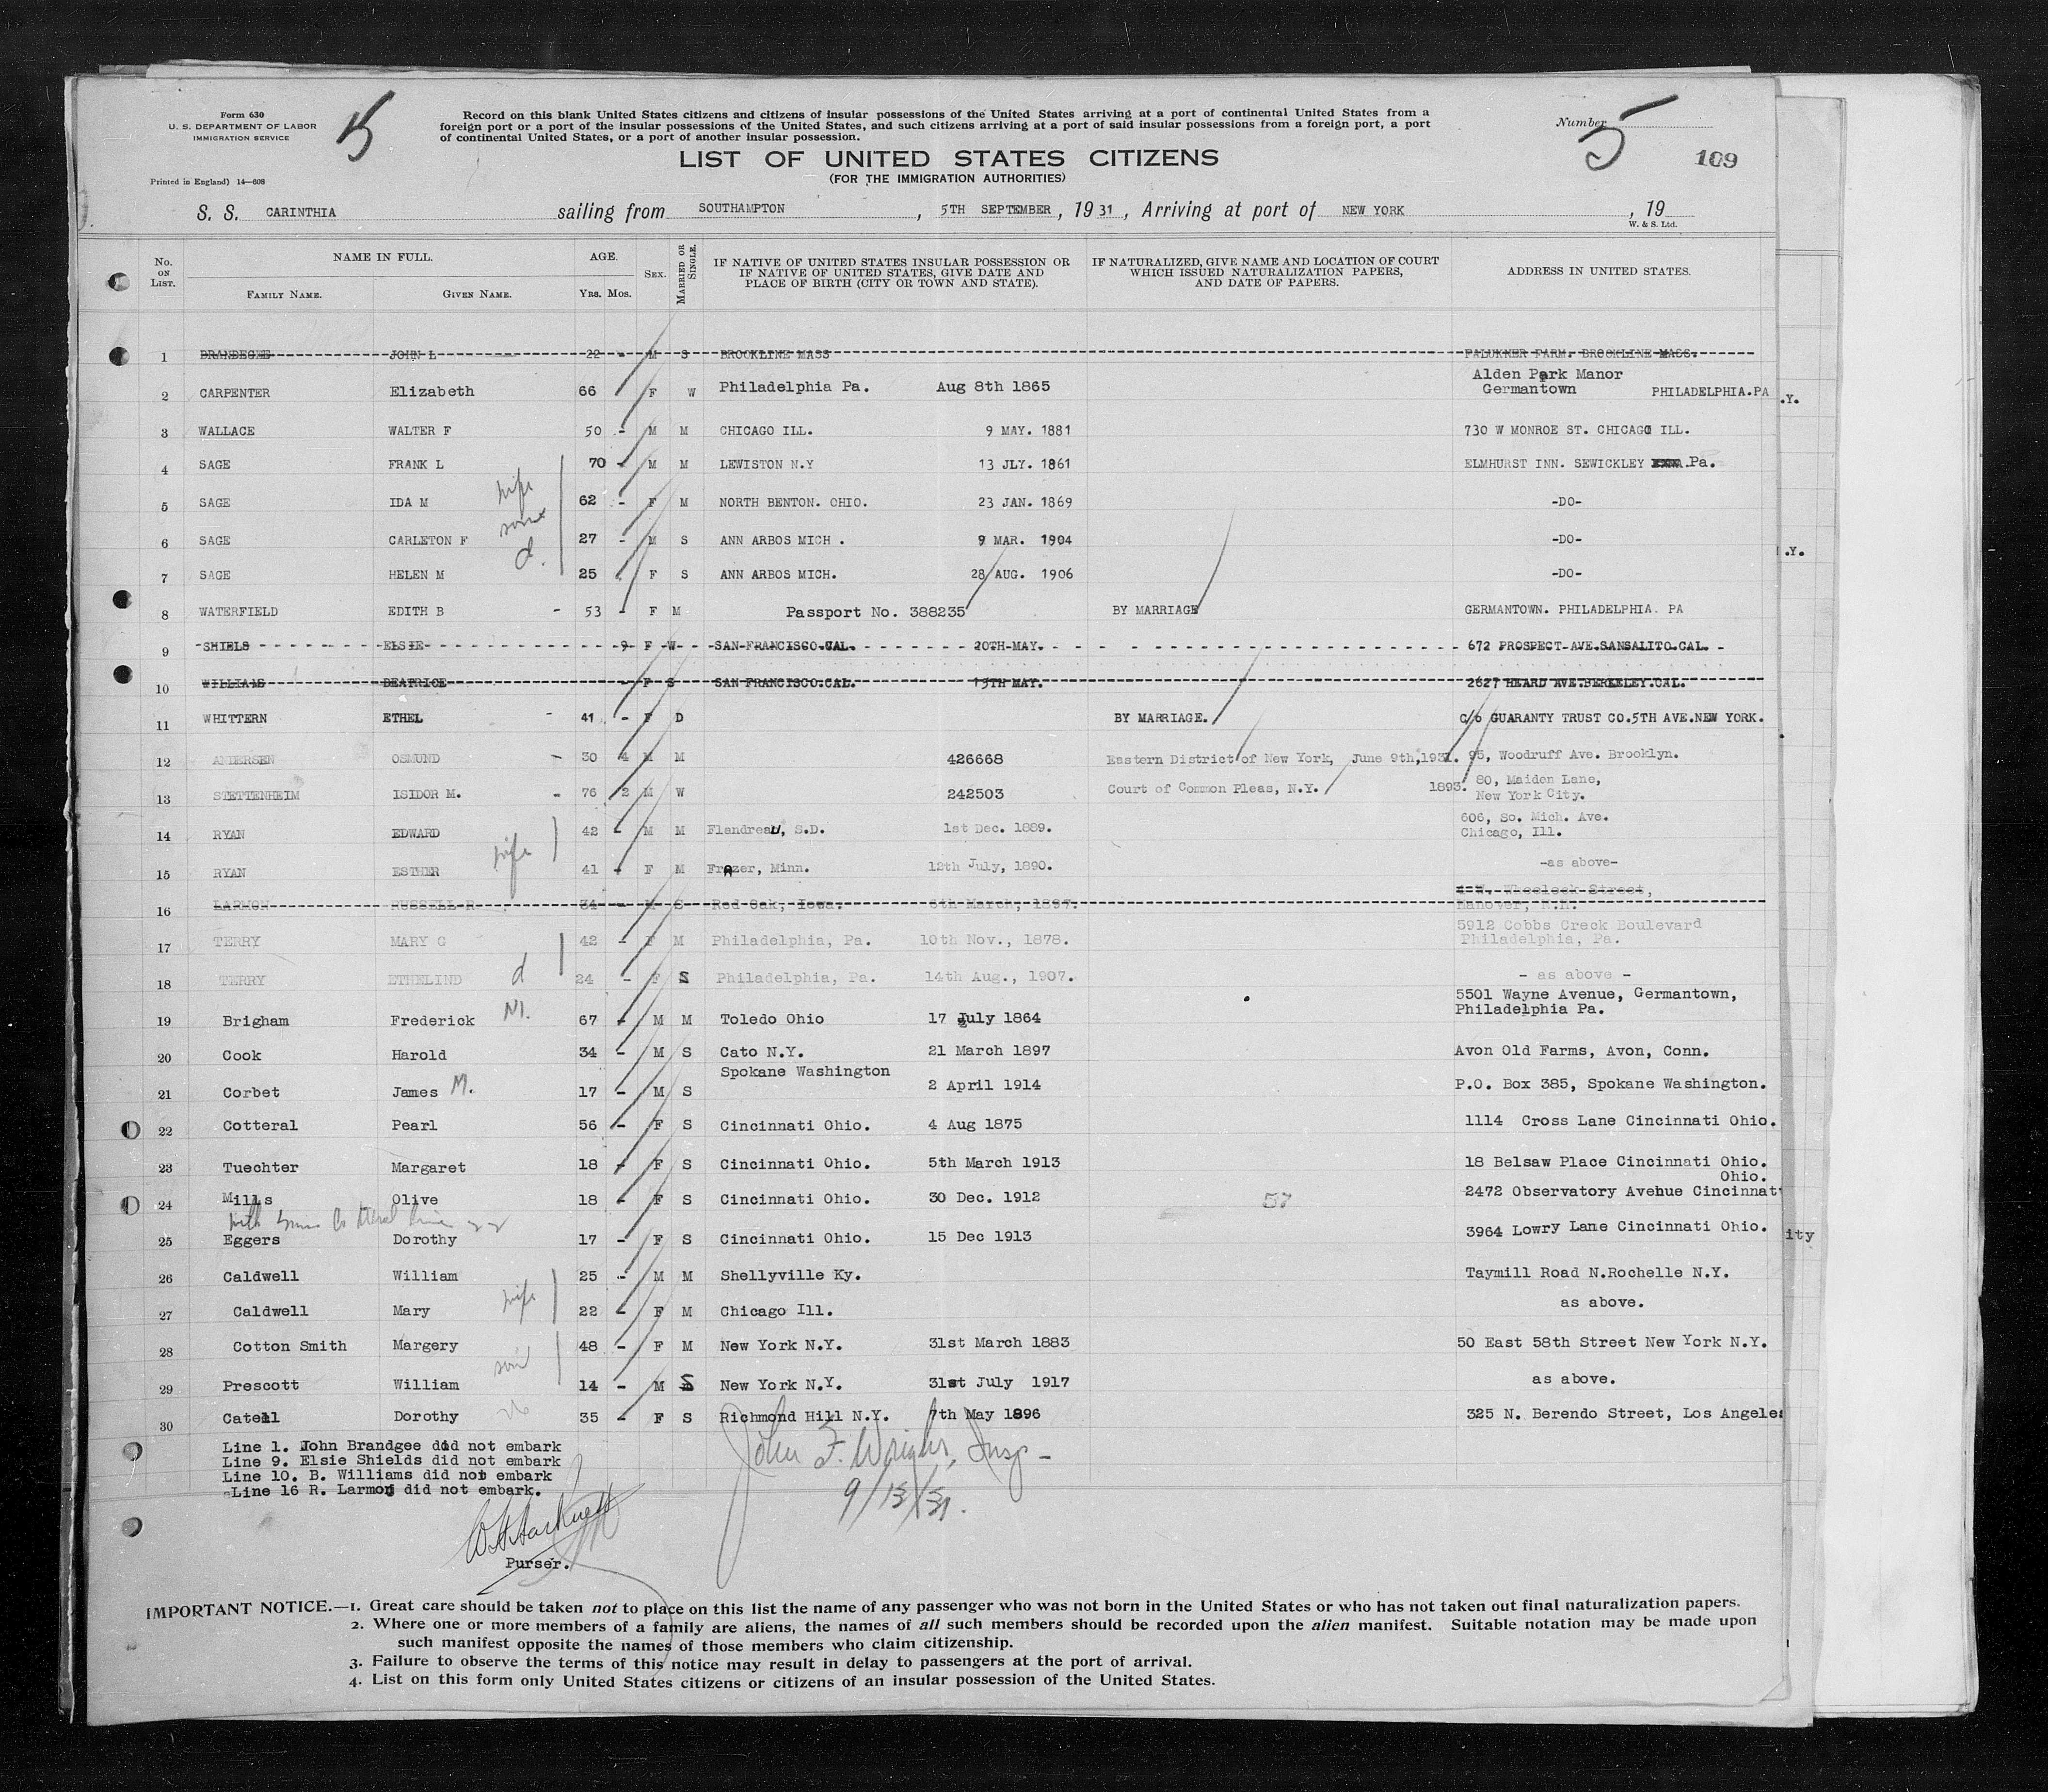 Form 630
U. S. DEPARTMENT OF LABOR
IMMIGRATION SERVICE
Printed in England) 14—608
5
Record on this blank United States citizens and citizens of insular possessions of the United States arriving at a port of continental United States from a
foreign port or a port of the insular possessions of the United States, and such citizens arriving at a port of said insular possessions from a foreign port, a port
of continental United States, or a port of another insular possession.
Number
5
109
LIST OF UNITED STATES CITIZENS
(FOR THE IMMIGRATION AUTHORITIES)
S. S. CARINTHIA sailing from SOUTHAMPTON, 5TH SEPTEMBER, 1931, Arriving at port of NEW YORK, 19
W. & S. Ltd.
No. ON LIST. NAME IN FULL. FAMILY NAME. GIVEN NAME. AGE. Yrs. Mos. SEX. MARRIED OR SINGLE. IF NATIVE OF UNITED STATES INSULAR POSSESSION OR IF NATIVE OF UNITED STATES, GIVE DATE AND PLACE OF BIRTH (CITY OR TOWN AND STATE). IF NATURALIZED, GIVE NAME AND LOCATION OF COURT WHICH ISSUED NATURALIZATION PAPERS, AND DATE OF PAPERS. ADDRESS IN UNITED STATES.
1 BRANDEGEE JOHN L 22 - M S BROOKLINE MASS FAULKNER FARM. BROOKLINE MASS.
2 CARPENTER Elizabeth 66 F W Philadelphia Pa. Aug 8th 1865 Alden Park Manor Germantown PHILADELPHIA.PA
3 WALLACE WALTER F 50 - M M CHICAGO ILL. 9 MAY. 1881 730 W MONROE ST. CHICAGO ILL.
4 SAGE FRANK L 70 - M M LEWISTON N.Y 13 JLY. 1861 ELMHURST INN. SEWICKLEY Pa.
5 SAGE IDA M wife 62 - F M NORTH BENTON. OHIO. 23 JAN. 1869 -DO-
6 SAGE CARLETON F son 27 - M S ANN ARBOS MICH . 9 MAR. 1904 -DO-
7 SAGE HELEN M d. 25 - F S ANN ARBOS MICH. 28 AUG. 1906 -DO-
8 WATERFIELD EDITH B - 53 - F M Passport No. 388235 BY MARRIAGE GERMANTOWN. PHILADELPHIA. PA
9 SHIELS ELSIE 9 F W SAN FRANCISCO.CAL. 20TH MAY. 672 PROSPECT AVE.SANSALITO.CAL.
10 WILLIAMS BEATRICE - F S SAN FRANCISCO.CAL. 15TH MAY. 2627 HEARD AVE.BERKELEY.CAL.
11 WHITTERN ETHEL - 41 - F D BY MARRIAGE. c/o GUARANTY TRUST CO.5TH AVE.NEW YORK.
12 ANDERSEN OSMUND - 30 4 M M 426668 Eastern District of New York, June 9th,1931. 95, Woodruff Ave. Brooklyn.
13 STETTENHEIM ISIDOR M. - 76 2 M W 242503 Court of Common Pleas, N.Y. 1893. 80, Maiden Lane, New York City.
14 RYAN EDWARD 42 - M M Flandreau, S.D. 1st Dec. 1889. 606, So. Mich. Ave. Chicago, Ill.
15 RYAN ESTHER wife 41 - F M Frazer, Minn. 12th July, 1890. -as above-
16 LARMON RUSSELL R 34 - M S Red Oak, Iowa. 6th March, 1897. Wheelock Street, Hanover, N.H.
17 TERRY MARY C 42 - F M Philadelphia, Pa. 10th Nov., 1878. 5912 Cobbs Creek Boulevard Philadelphia, Pa.
18 TERRY ETHELIND d 24 - F S Philadelphia, Pa. 14th Aug., 1907. - as above -
19 Brigham Frederick M. 67 - M M Toledo Ohio 17 July 1864 5501 Wayne Avenue, Germantown, Philadelphia Pa.
20 Cook Harold 34 - M S Cato N.Y. 21 March 1897 Avon Old Farms, Avon, Conn.
21 Corbet James M. 17 - M S Spokane Washington 2 April 1914 P.O. Box 385, Spokane Washington.
22 Cotteral Pearl 56 - F S Cincinnati Ohio. 4 Aug 1875 1114 Cross Lane Cincinnati Ohio.
23 Tuechter Margaret 18 - F S Cincinnati Ohio. 5th March 1913 18 Belsaw Place Cincinnati Ohio.
24 Mills Olive 18 - F S Cincinnati Ohio. 30 Dec. 1912 57 2472 Observatory Avenue Cincinnati Ohio.
25 Eggers Dorothy 17 - F S Cincinnati Ohio. 15 Dec 1913 3964 Lowry Lane Cincinnati Ohio.
26 Caldwell William 25 - M M Shellyville Ky. Taymill Road N.Rochelle N.Y.
27 Caldwell Mary wife 22 - F M Chicago Ill. as above.
28 Cotton Smith Margery 48 - F M New York N.Y. 31st March 1883 50 East 58th Street New York N.Y.
29 Prescott William son 14 - M S New York N.Y. 31st July 1917 as above.
30 Catell Dorothy 35 - F S Richmond Hill N.Y. 7th May 1896 325 N. Berendo Street, Los Angeles
Line 1. John Brandgee did not embark
Line 9. Elsie Shields did not embark
Line 10. B. Williams did not embark
Line 16 R. Larmon did not embark.
John F. Wright, Insp-
9/13/31.
Purser.
IMPORTANT NOTICE.—1. Great care should be taken not to place on this list the name of any passenger who was not born in the United States or who has not taken out final naturalization papers.
2. Where one or more members of a family are aliens, the names of all such members should be recorded upon the alien manifest. Suitable notation may be made upon
such manifest opposite the names of those members who claim citizenship.
3. Failure to observe the terms of this notice may result in delay to passengers at the port of arrival.
4. List on this form only United States citizens or citizens of an insular possession of the United States.
.Y.
.Y.
ity